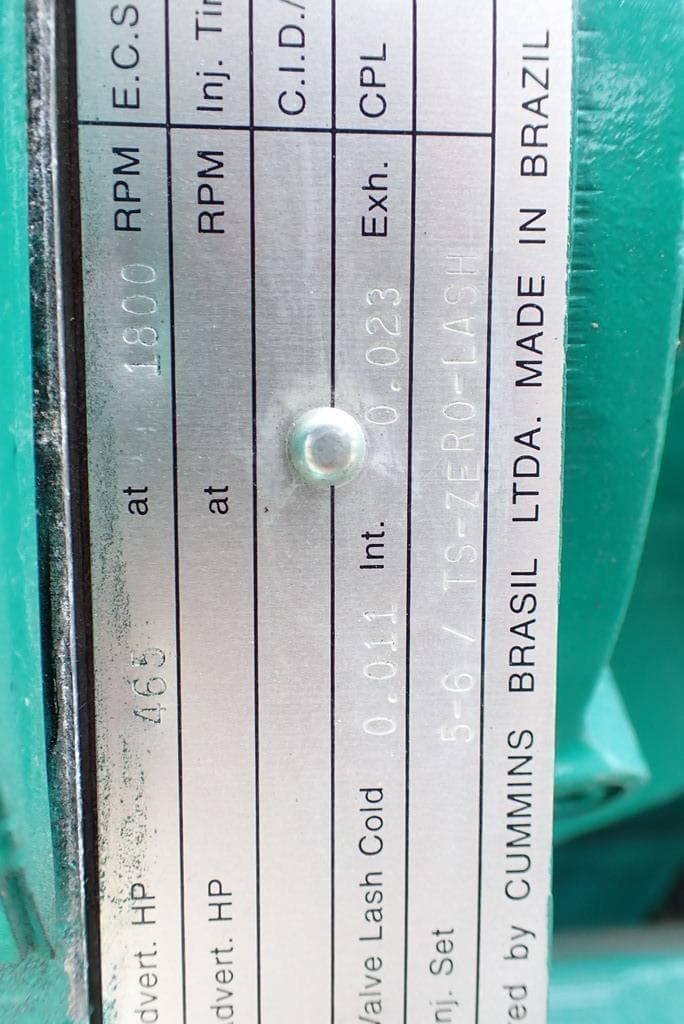 dvert. HP 465 at 1800 RPM E.C.S
dvert. HP at RPM Inj. Tir
C.I.D./
Valve Lash Cold 0.011 Int. 0.023 Exh. CPL
nj. Set 5-6 / TS-ZERO-LASH
ed by CUMMINS BRASIL LTDA. MADE IN BRAZIL